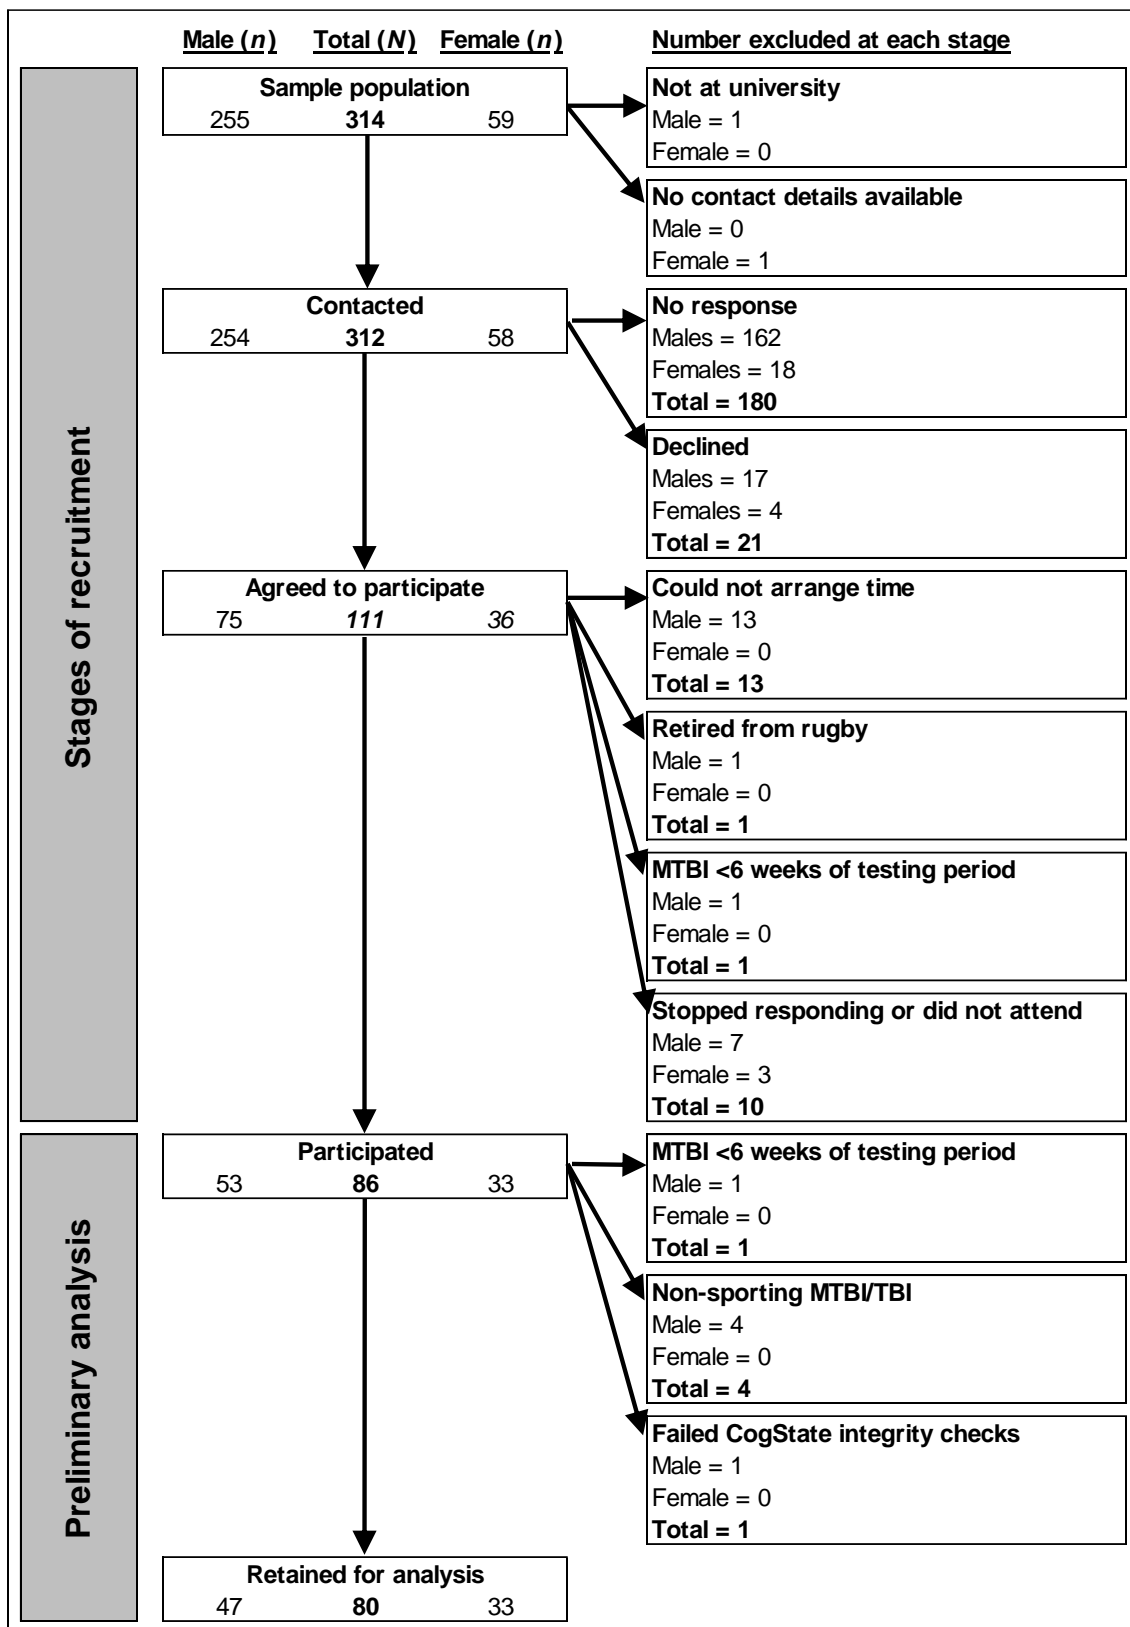 Male (n) Total (N) Female (n) Number excluded at each stage
Stages of recruitment
Sample population
255 314 59
Not at university
Male = 1
Female = 0
No contact details available
Male = 0
Female = 1
Contacted
254 312 58
No response
Males = 162
Females = 18
Total = 180
Declined
Males = 17
Females = 4
Total = 21
Agreed to participate
75 111 36
Could not arrange time
Male = 13
Female = 0
Total = 13
Retired from rugby
Male = 1
Female = 0
Total = 1
MTBI <6 weeks of testing period
Male = 1
Female = 0
Total = 1
Stopped responding or did not attend
Male = 7
Female = 3
Total = 10
Preliminary analysis
Participated
53 86 33
MTBI <6 weeks of testing period
Male = 1
Female = 0
Total = 1
Non-sporting MTBI/TBI
Male = 4
Female = 0
Total = 4
Failed CogState integrity checks
Male = 1
Female = 0
Total = 1
Retained for analysis
47 80 33